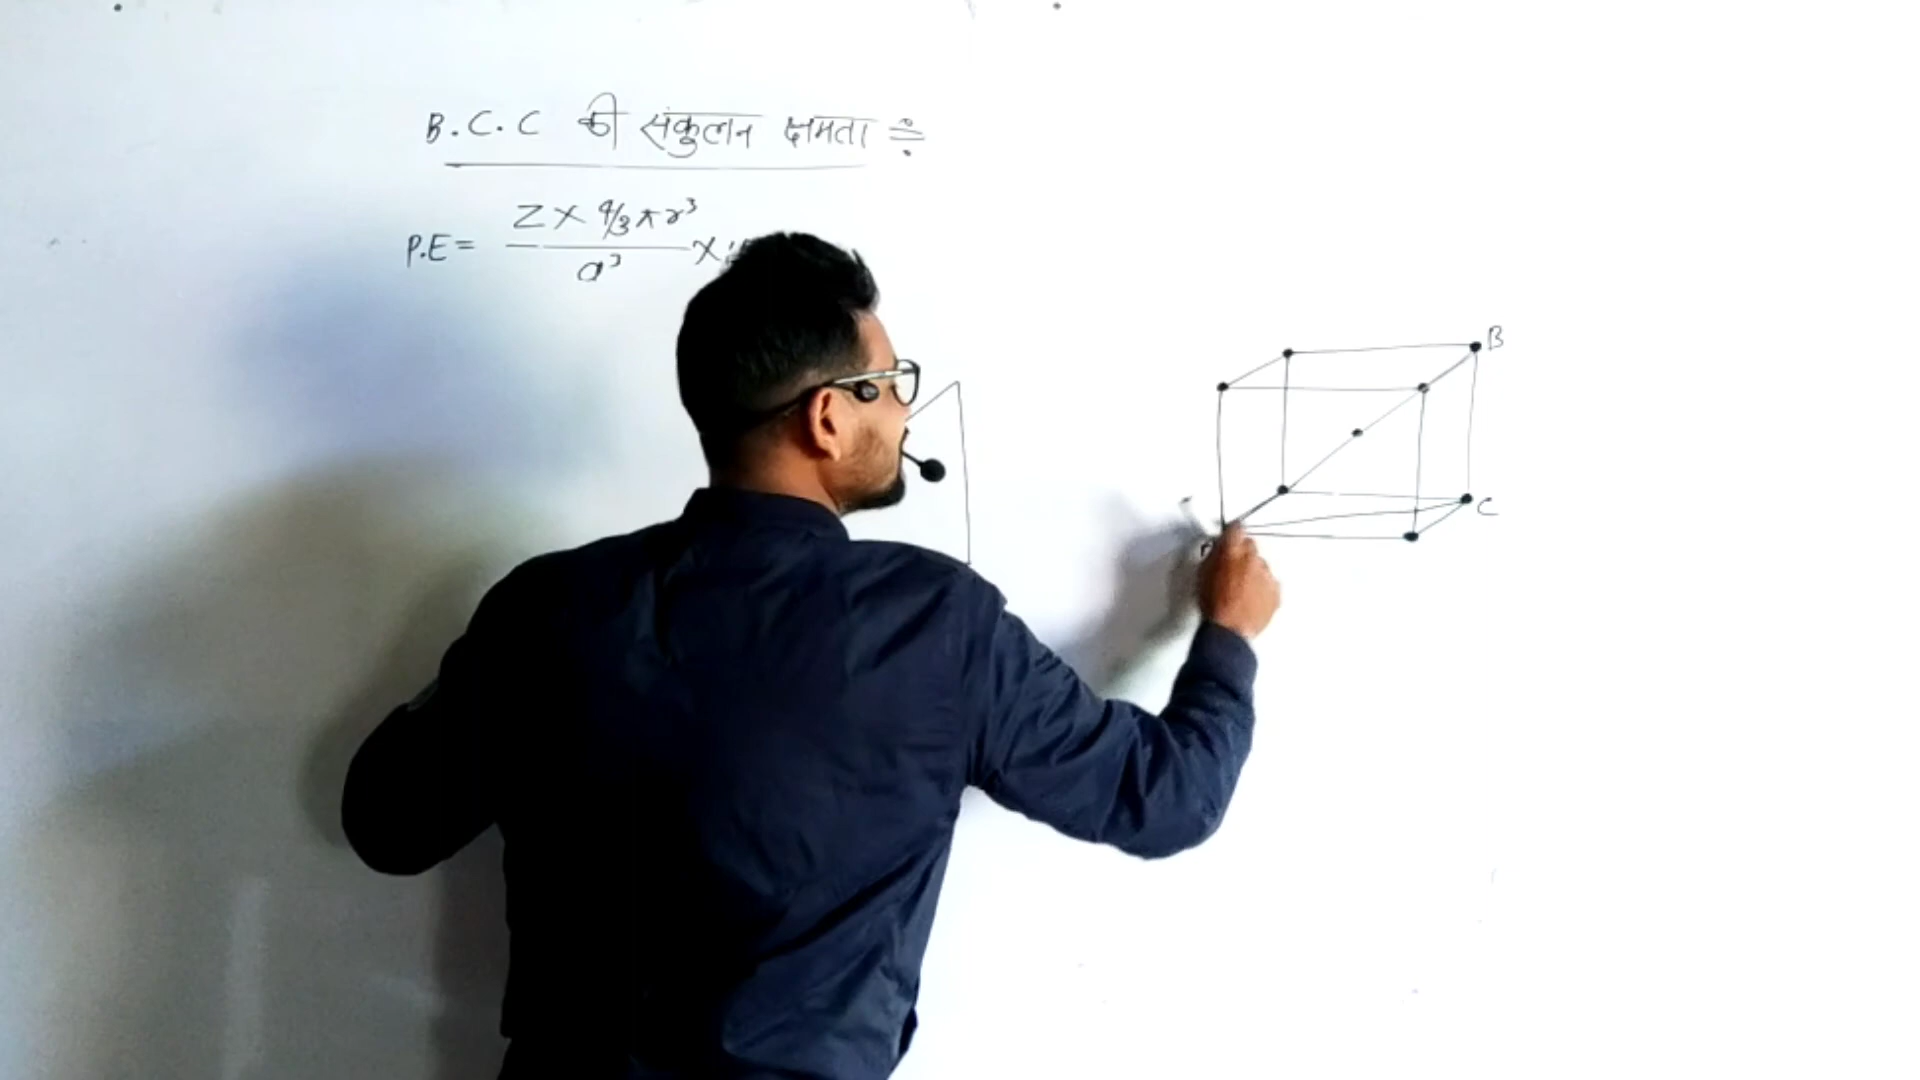 B.C.C की संकुलन क्षमता ÷
P.E = Z × 4/3 π r³ / a³ ×
B
C